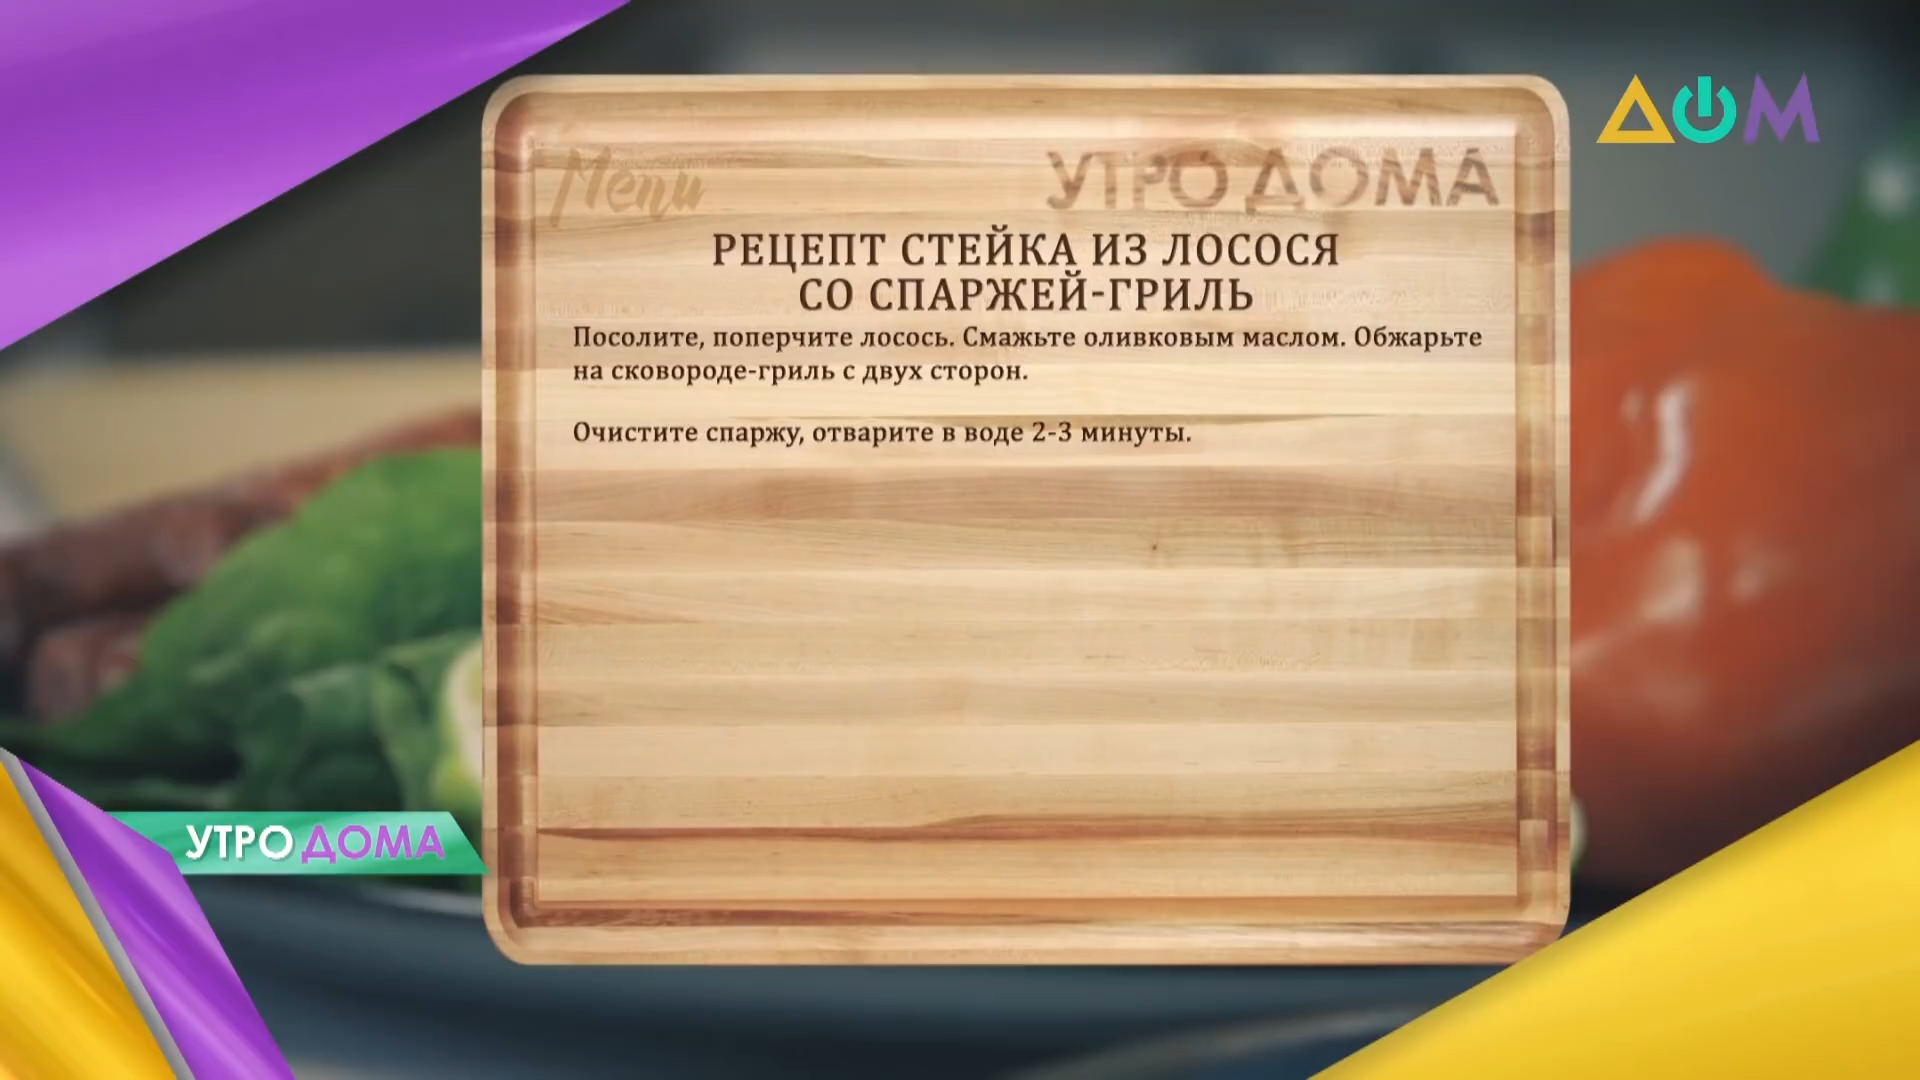 ДОМ
Menu
УТРО ДОМА
РЕЦЕПТ СТЕЙКА ИЗ ЛОСОСЯ
СО СПАРЖЕЙ-ГРИЛЬ
Посолите, поперчите лосось. Смажьте оливковым маслом. Обжарьте
на сковороде-гриль с двух сторон.
Очистите спаржу, отварите в воде 2-3 минуты.
УТРО ДОМА